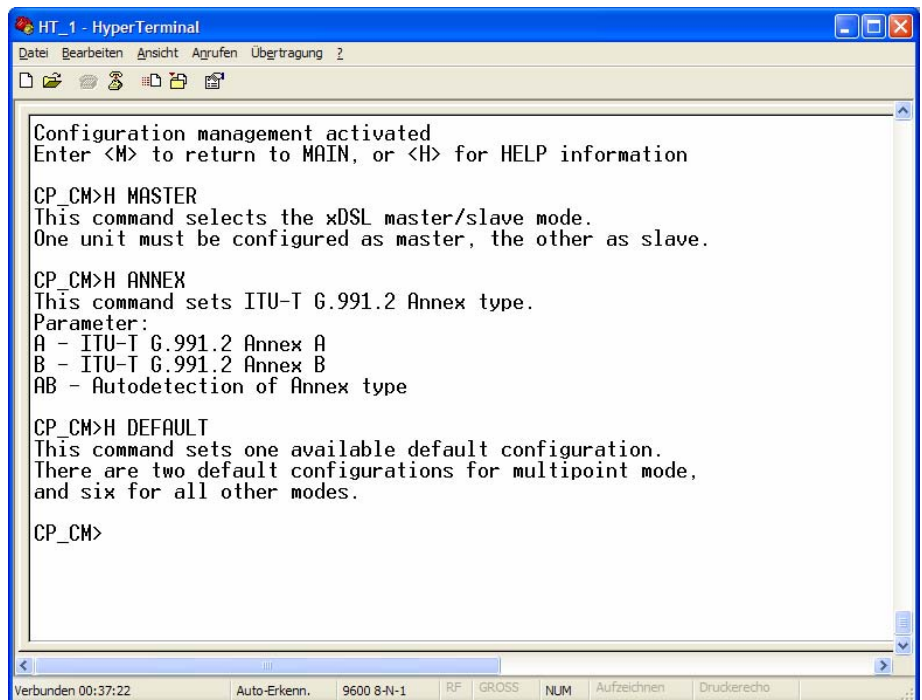 HT_1 - HyperTerminal
Datei Bearbeiten Ansicht Anrufen Übertragung ?
Configuration management activated
Enter <M> to return to MAIN, or <H> for HELP information
CP_CM>H MASTER
This command selects the xDSL master/slave mode.
One unit must be configured as master, the other as slave.
CP_CM>H ANNEX
This command sets ITU-T G.991.2 Annex type.
Parameter:
A - ITU-T G.991.2 Annex A
B - ITU-T G.991.2 Annex B
AB - Autodetection of Annex type
CP_CM>H DEFAULT
This command sets one available default configuration.
There are two default configurations for multipoint mode,
and six for all other modes.
CP_CM>
Verbunden 00:37:22 Auto-Erkenn. 9600 8-N-1 RF GROSS NUM Aufzeichnen Druckerecho